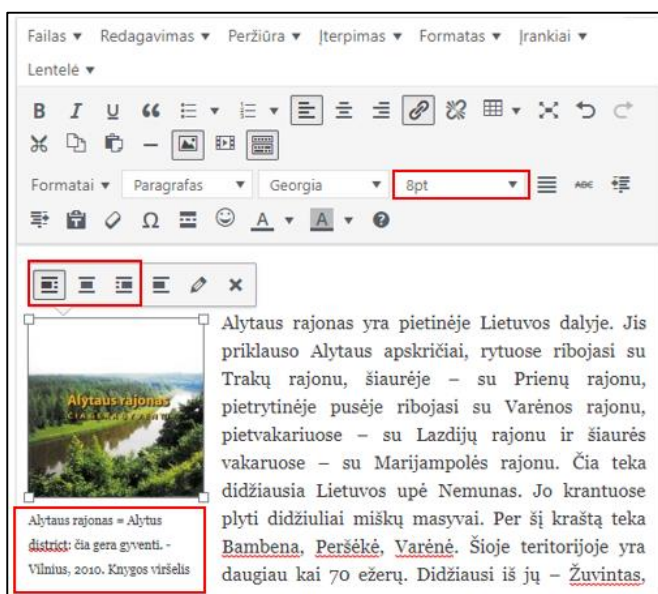 Failas ▾ Redagavimas ▾ Peržiūra ▾ Įterpimas ▾ Formatas ▾ Įrankiai ▾
Lentelė ▾
Formatai ▾ Paragrafas ▾ Georgia ▾ 8pt ▾
Alytaus rajonas yra pietinėje Lietuvos dalyje. Jis
priklauso Alytaus apskričiai, rytuose ribojasi su
Trakų rajonu, šiaurėje – su Prienų rajonu,
pietrytinėje pusėje ribojasi su Varėnos rajonu,
pietvakariuose – su Lazdijų rajonu ir šiaurės
vakaruose – su Marijampolės rajonu. Čia teka
didžiausia Lietuvos upė Nemunas. Jo krantuose
plyti didžiuliai miškų masyvai. Per šį kraštą teka
Bambena, Peršėkė, Varėnė. Šioje teritorijoje yra
daugiau kai 70 ežerų. Didžiausi iš jų – Žuvintas,
Alytaus rajonas
Alytaus rajonas = Alytus
district: čia gera gyventi. -
Vilnius, 2010. Knygos viršelis